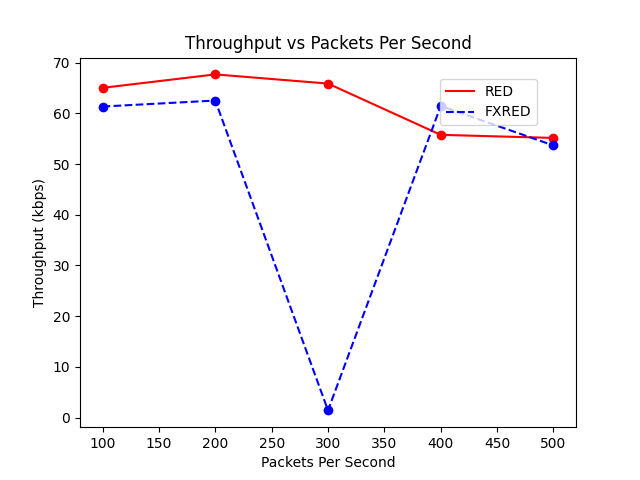 Throughput vs Packets Per Second
Throughput (kbps)
70
60
50
40
30
20
10
0
RED
FXRED
100 150 200 250 300 350 400 450 500
Packets Per Second